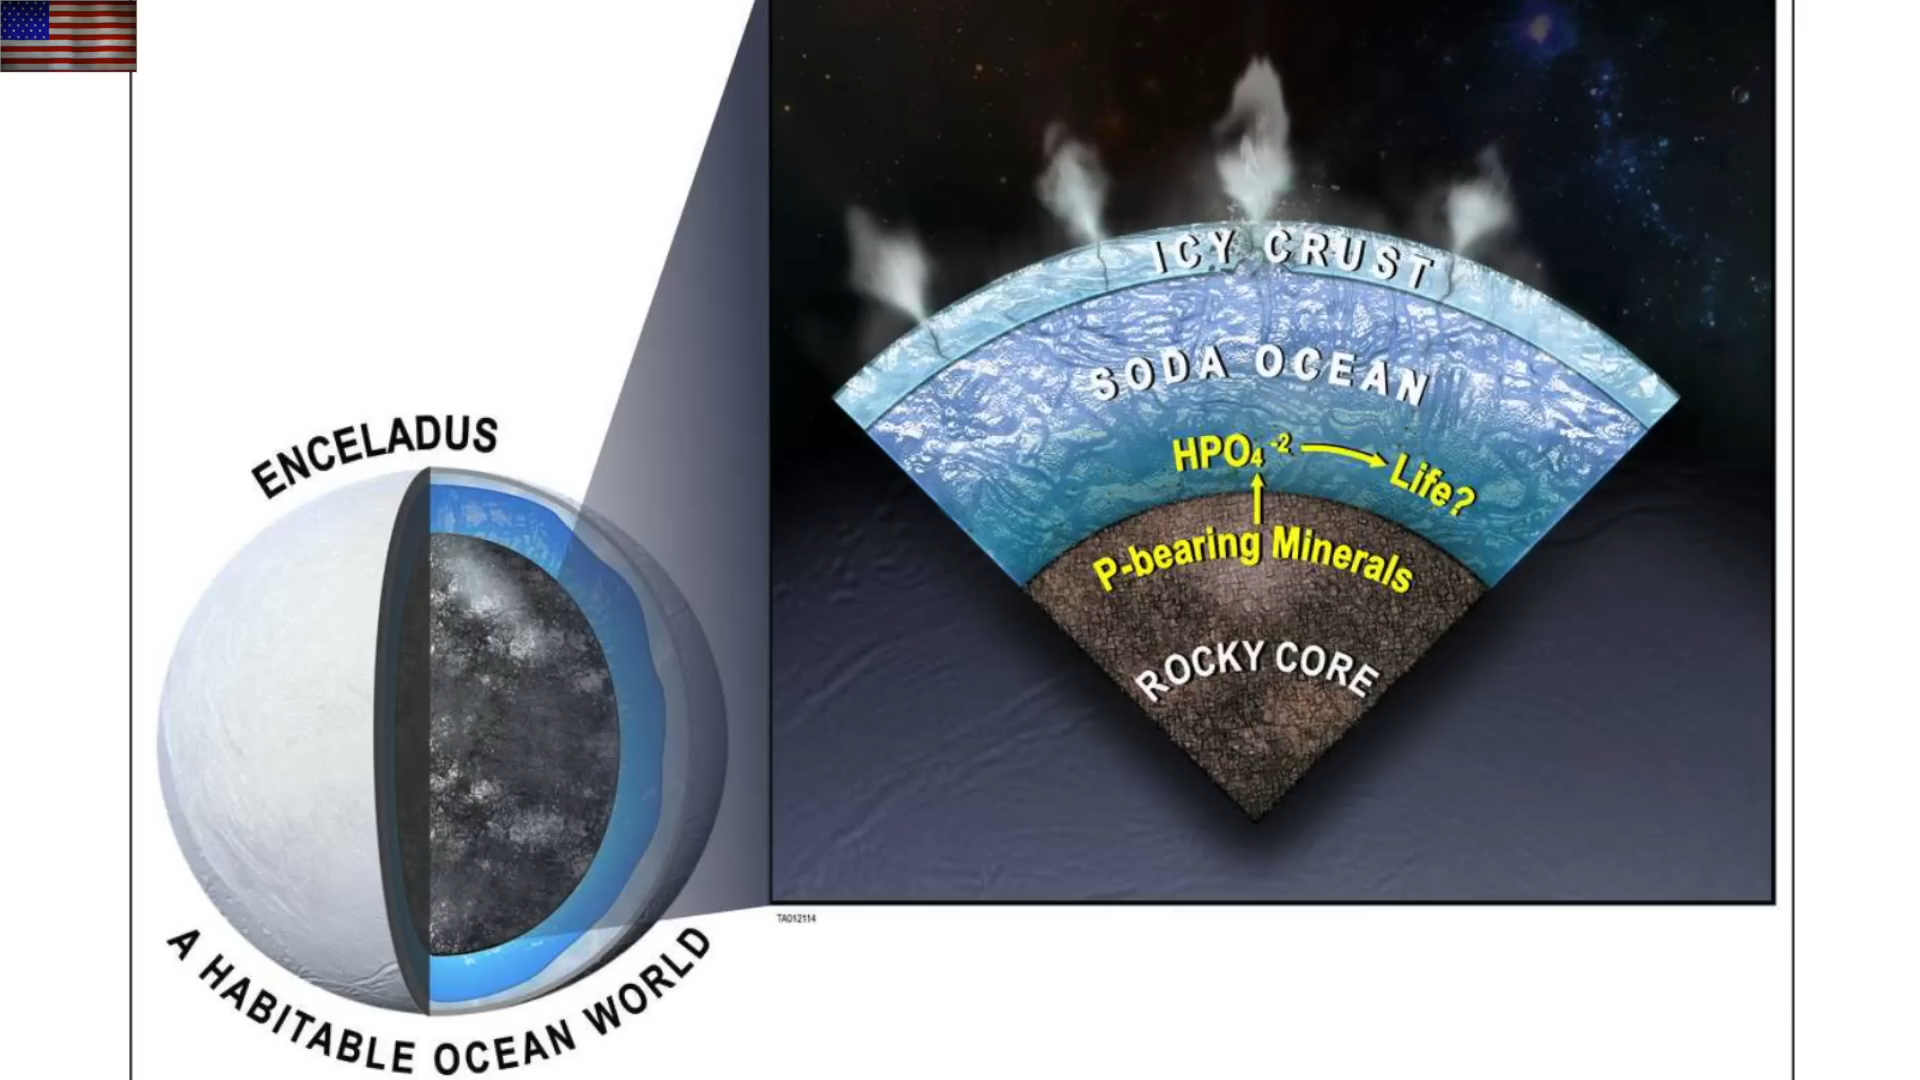 ICY CRUST
SODA OCEAN
HPO₄⁻² Life?
P-bearing Minerals
ROCKY CORE
TA012114
ENCELADUS
A HABITABLE OCEAN WORLD